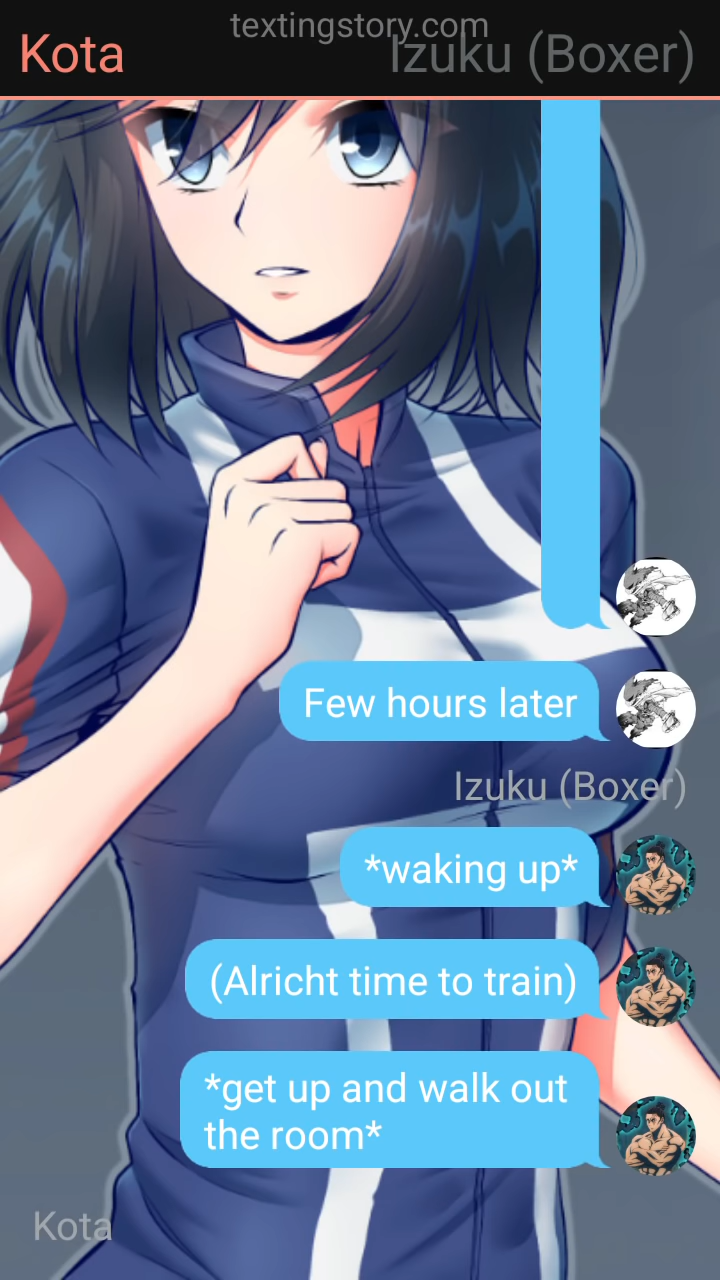 textingstory.com
Kota
Izuku (Boxer)
Few hours later
Izuku (Boxer)
*waking up*
(Alricht time to train)
*get up and walk out
the room*
Kota